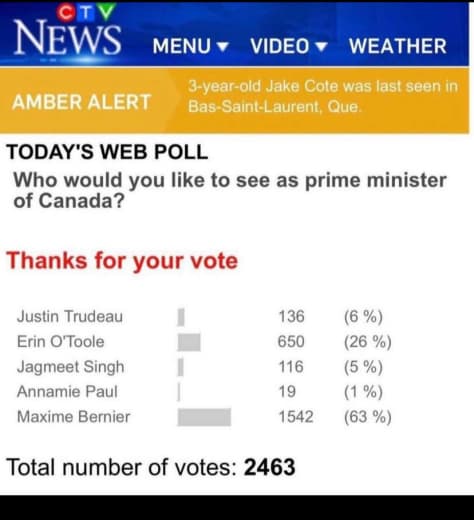 CTV
NEWS MENU VIDEO WEATHER
AMBER ALERT
3-year-old Jake Cote was last seen in
Bas-Saint-Laurent, Que.
TODAY'S WEB POLL
Who would you like to see as prime minister
of Canada?
Thanks for your vote
Justin Trudeau 136 (6 %)
Erin O'Toole 650 (26 %)
Jagmeet Singh 116 (5 %)
Annamie Paul 19 (1 %)
Maxime Bernier 1542 (63 %)
Total number of votes: 2463